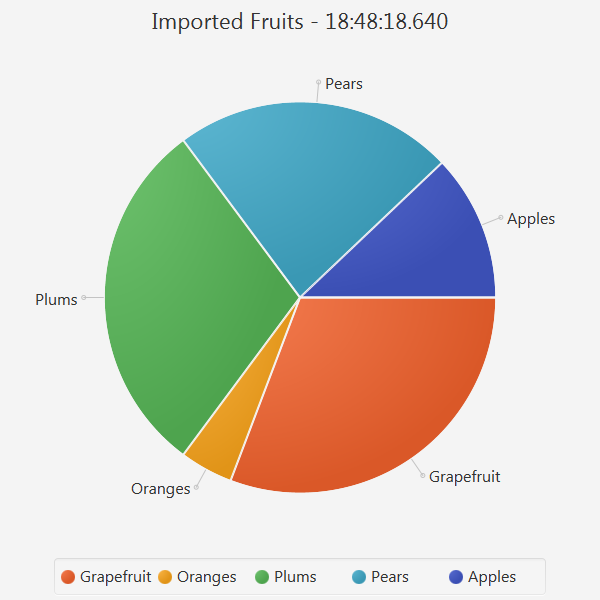 Imported Fruits - 18:48:18.640
Pears
Apples
Plums
Grapefruit
Oranges
Grapefruit Oranges Plums Pears Apples